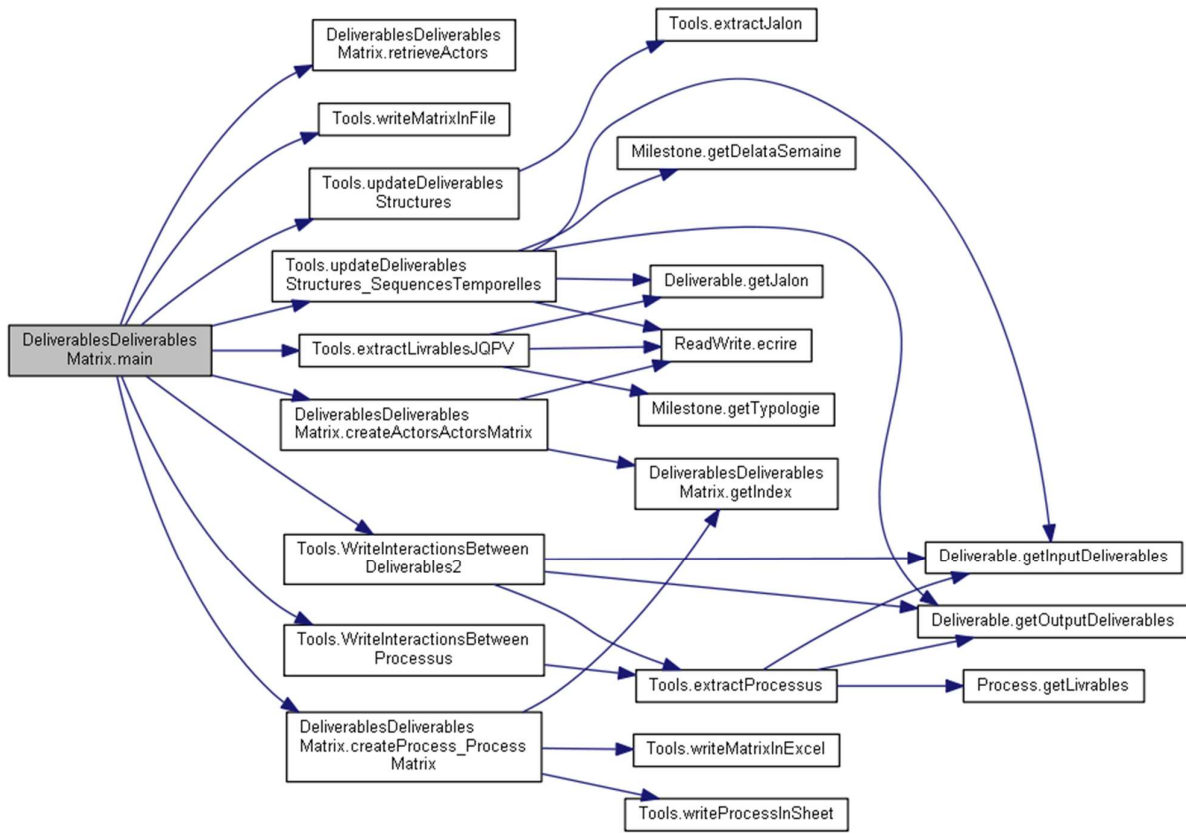 DeliverablesDeliverables
Matrix.main
DeliverablesDeliverables
Matrix.retrieveActors
Tools.writeMatrixInFile
Tools.updateDeliverables
Structures
Tools.updateDeliverables
Structures_SequencesTemporelles
Tools.extractLivrablesJQPV
DeliverablesDeliverables
Matrix.createActorsActorsMatrix
Tools.WriteInteractionsBetween
Deliverables2
Tools.WriteInteractionsBetween
Processus
DeliverablesDeliverables
Matrix.createProcess_Process
Matrix
Tools.extractJalon
Milestone.getDelataSemaine
Deliverable.getJalon
ReadWrite.ecrire
Milestone.getTypologie
DeliverablesDeliverables
Matrix.getIndex
Tools.extractProcessus
Tools.writeMatrixInExcel
Tools.writeProcessInSheet
Deliverable.getInputDeliverables
Deliverable.getOutputDeliverables
Process.getLivrables